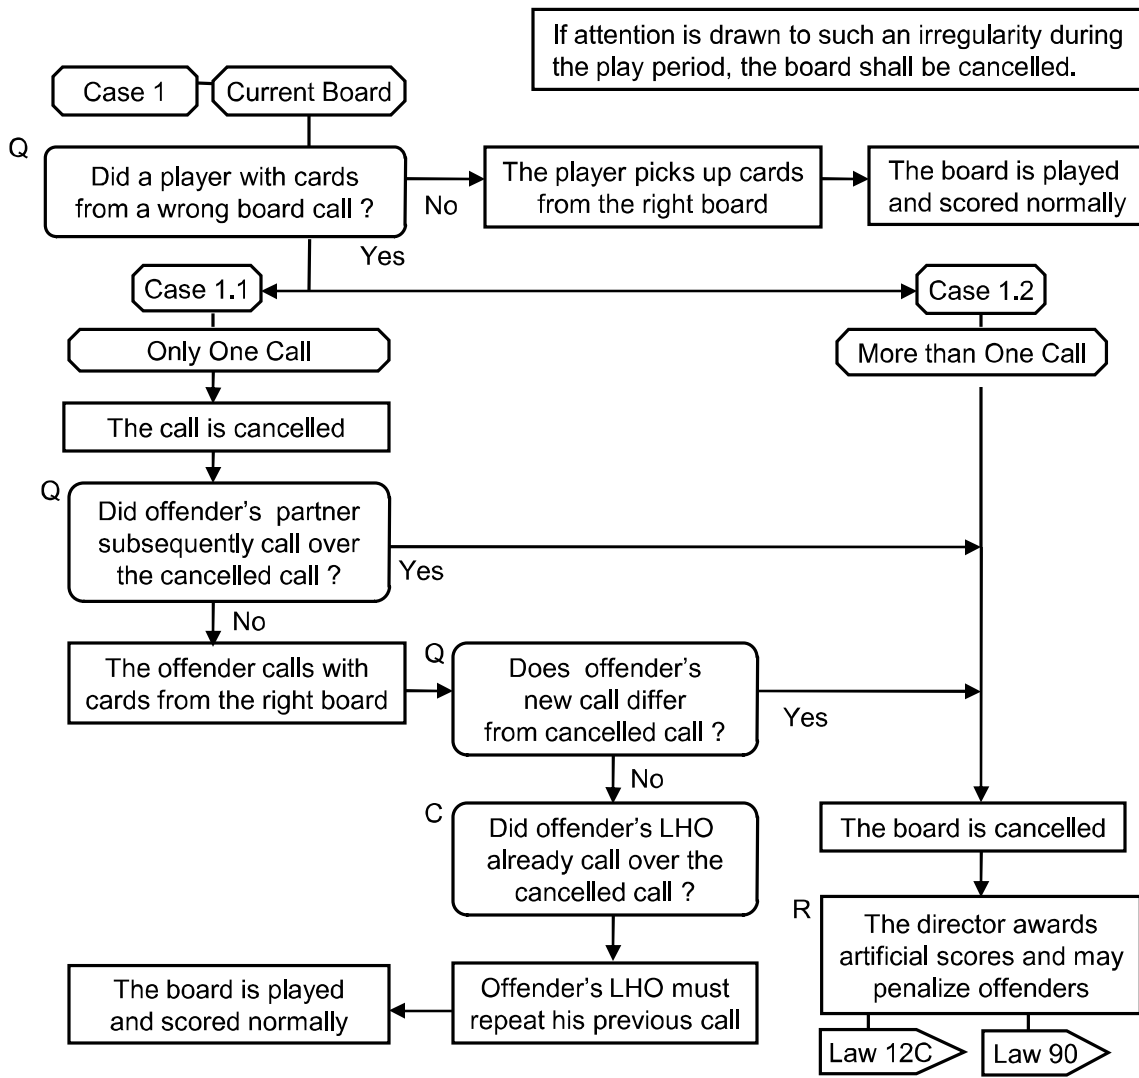 If attention is drawn to such an irregularity during
the play period, the board shall be cancelled.
Case 1
Current Board
Q
Did a player with cards
from a wrong board call ?
No
The player picks up cards
from the right board
The board is played
and scored normally
Yes
Case 1.1
Case 1.2
Only One Call
More than One Call
The call is cancelled
Q
Did offender's partner
subsequently call over
the cancelled call ?
Yes
No
The offender calls with
cards from the right board
Q
Does offender's
new call differ
from cancelled call ?
Yes
No
C
Did offender's LHO
already call over the
cancelled call ?
The board is cancelled
R
The director awards
artificial scores and may
penalize offenders
The board is played
and scored normally
Offender's LHO must
repeat his previous call
Law 12C
Law 90